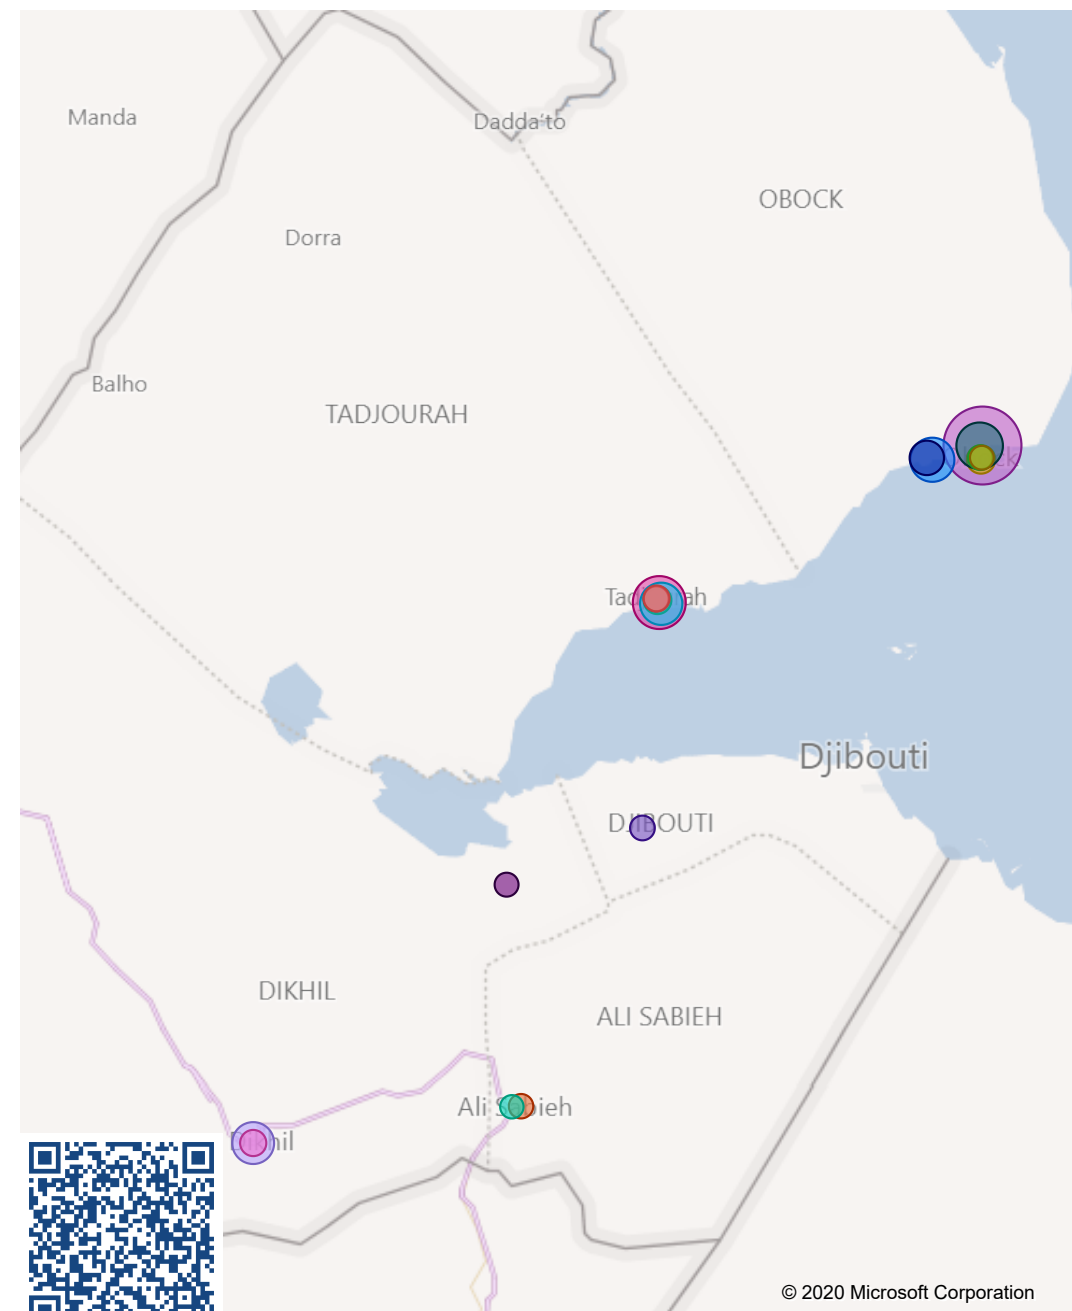 Manda
Dadda'to
OBOCK
Dorra
Balho
TADJOURAH
Djibouti
DJIBOUTI
DIKHIL
ALI SABIEH
© 2020 Microsoft Corporation